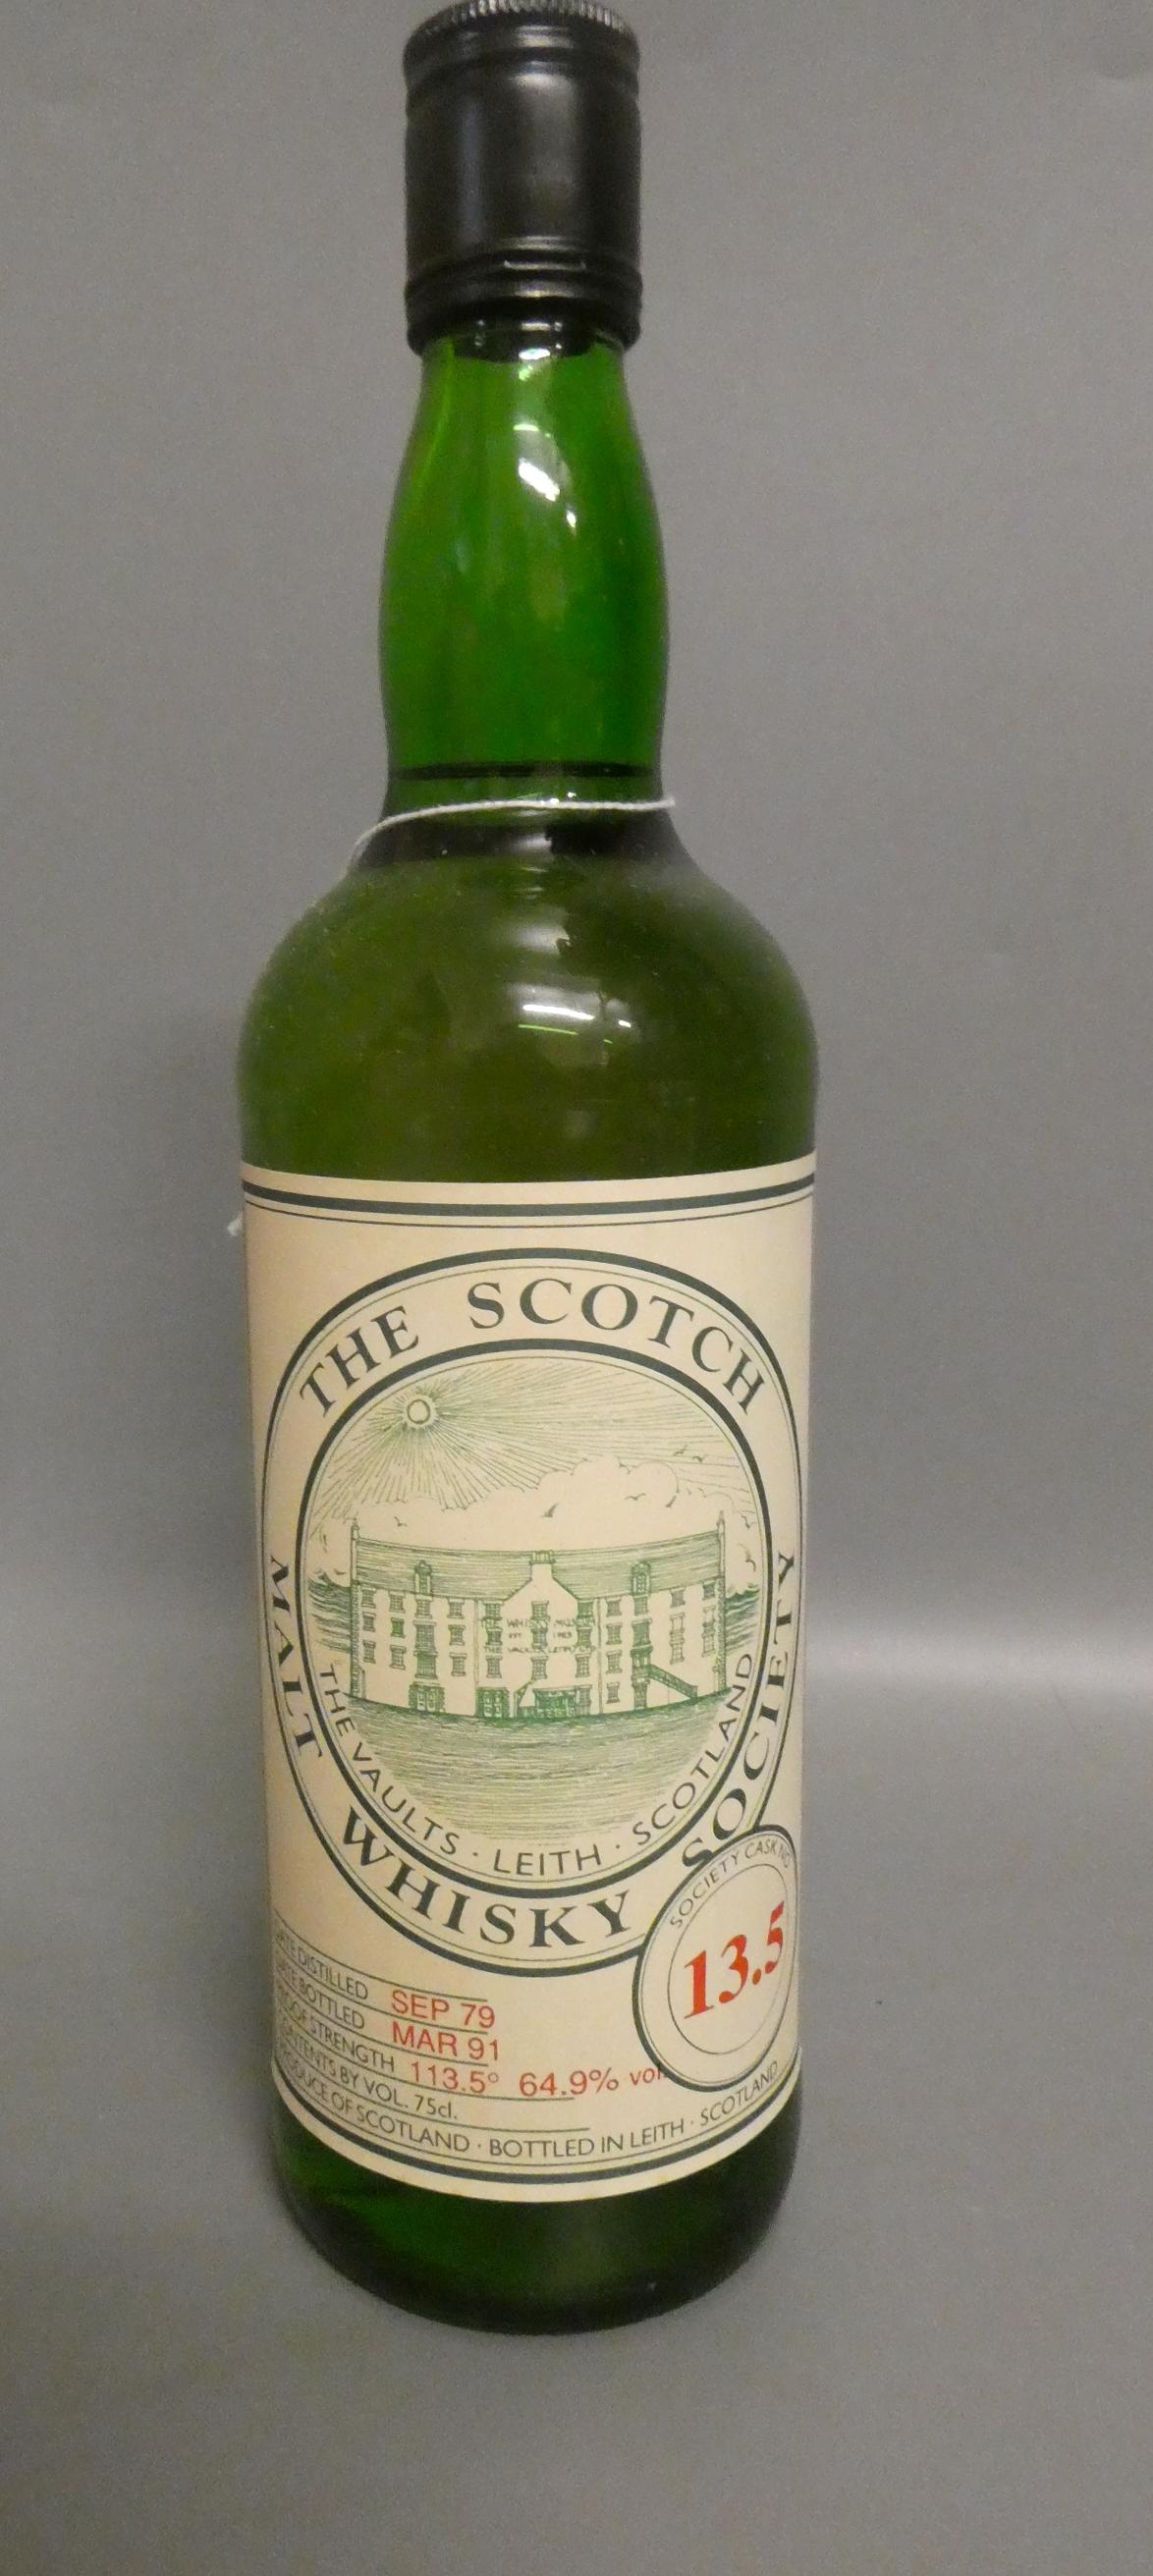 THE SCOTCH
MALT WHISKY SOCIETY
THE VAULTS · LEITH · SCOTLAND
SOCIETY CASK NO
13.5
DATE DISTILLED SEP 79
DATE BOTTLED MAR 91
PROOF STRENGTH 113.5° 64.9% vol.
CONTENTS BY VOL. 75cl.
PRODUCE OF SCOTLAND · BOTTLED IN LEITH · SCOTLAND